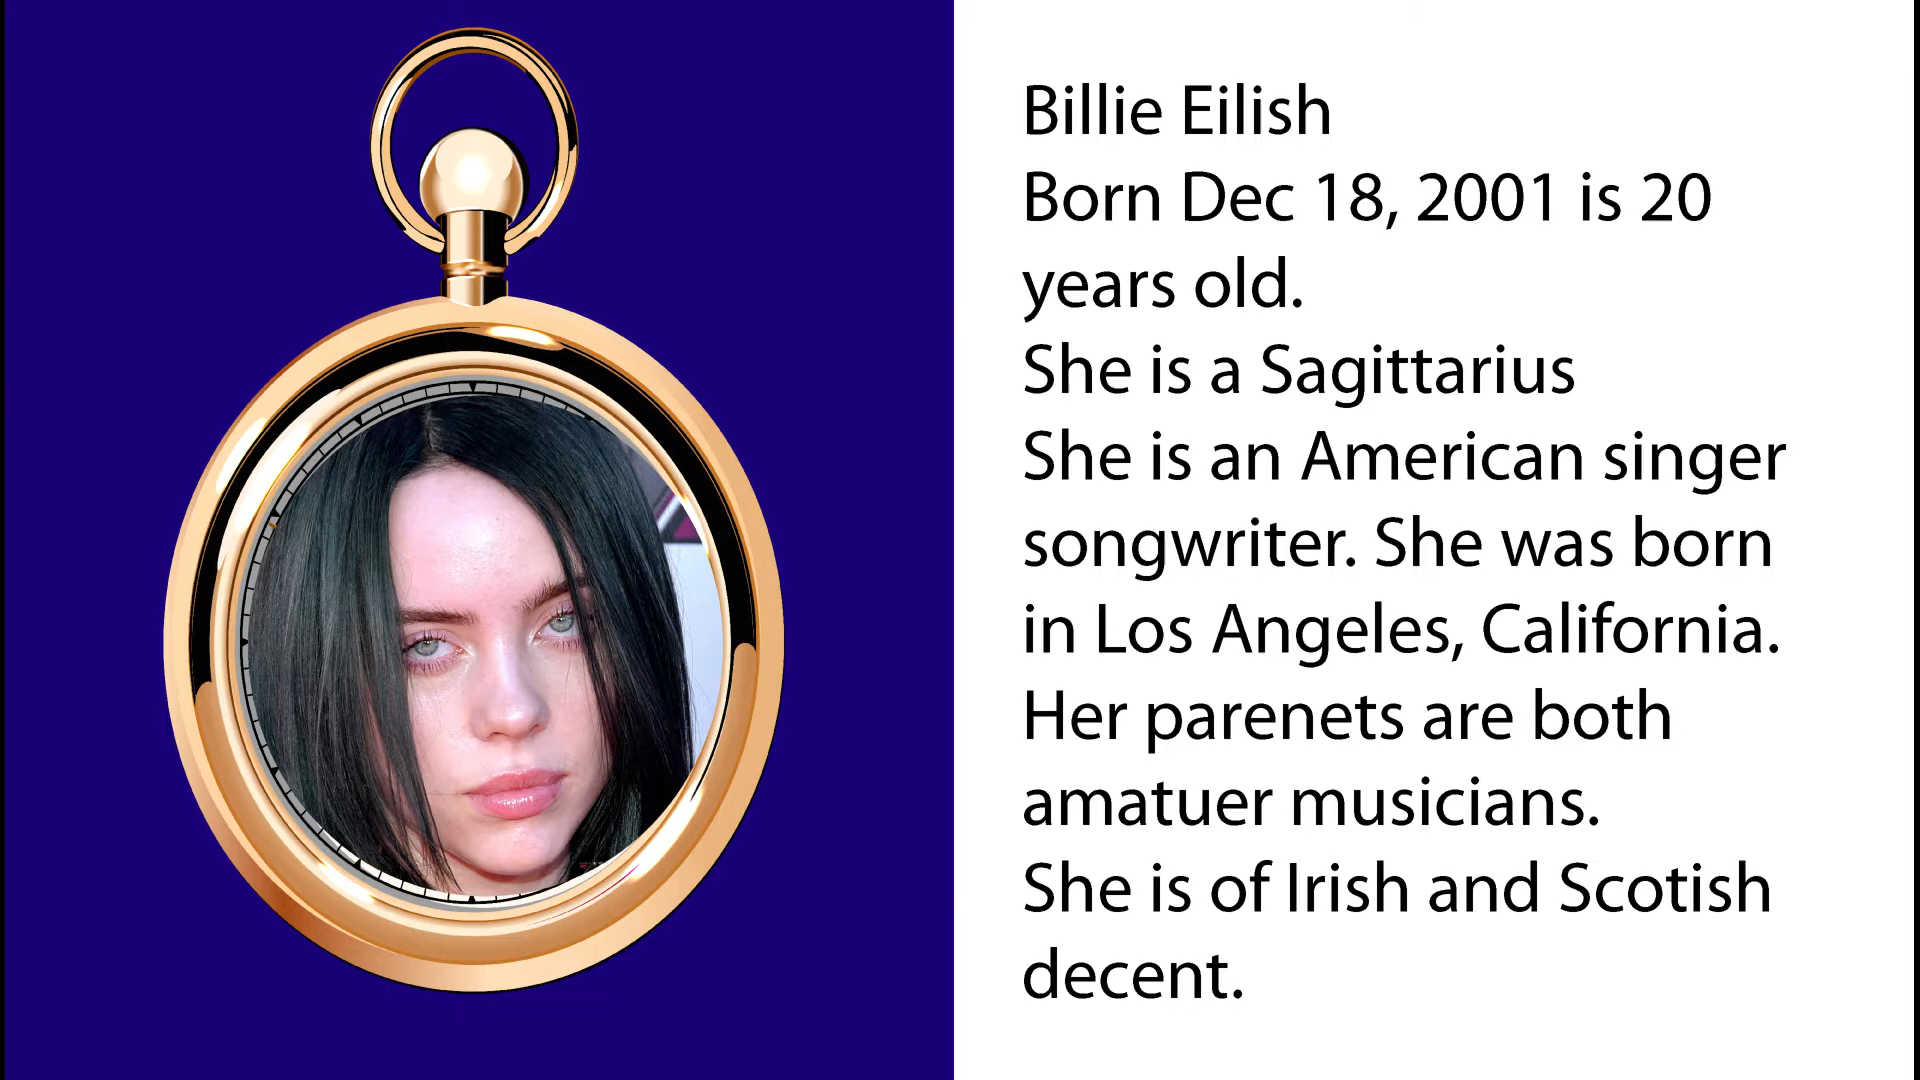 Billie Eilish
Born Dec 18, 2001 is 20
years old.
She is a Sagittarius
She is an American singer
songwriter. She was born
in Los Angeles, California.
Her parenets are both
amatuer musicians.
She is of Irish and Scotish
decent.